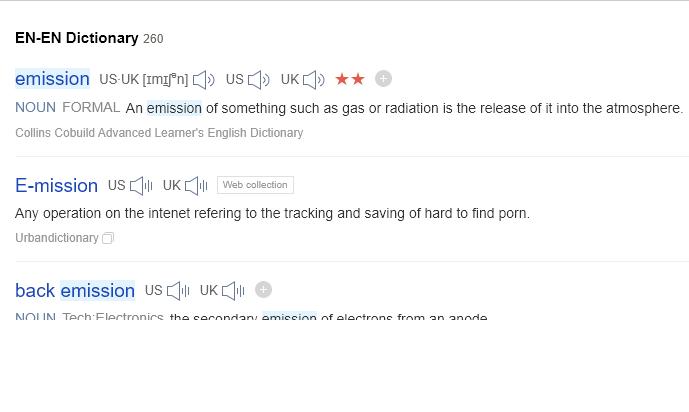 EN-EN Dictionary 260
emission US·UK [ɪmɪʃᵊn] US UK ★★
NOUN FORMAL An emission of something such as gas or radiation is the release of it into the atmosphere.
Collins Cobuild Advanced Learner's English Dictionary
E-mission US UK Web collection
Any operation on the intenet refering to the tracking and saving of hard to find porn.
Urbandictionary
back emission US UK
NOUN Tech:Electronics the secondary emission of electrons from an anode